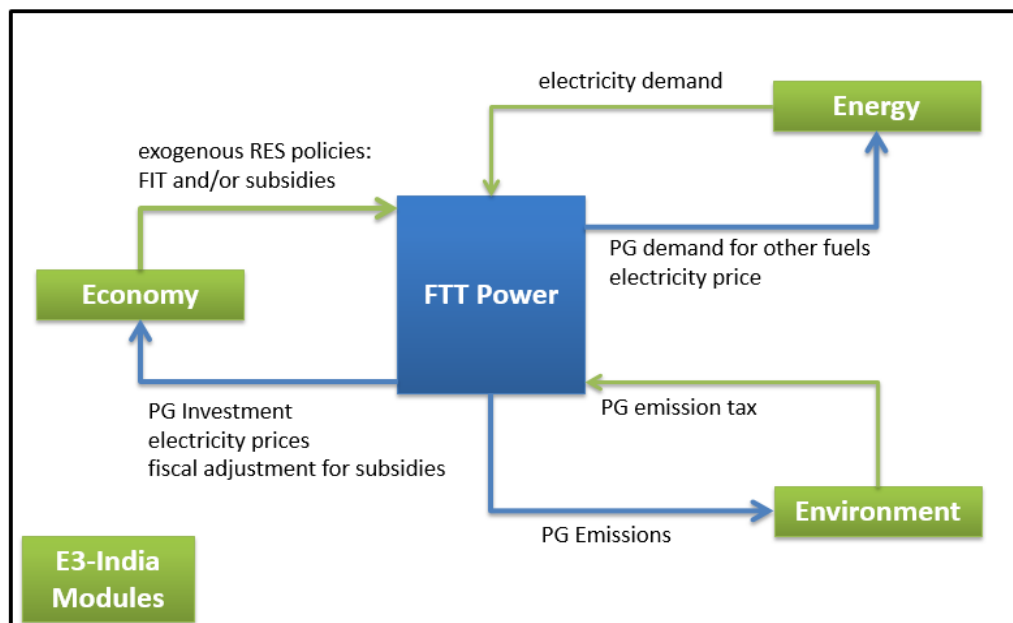 electricity demand
Energy
exogenous RES policies:
FIT and/or subsidies
FTT Power
PG demand for other fuels
electricity price
Economy
PG Investment
electricity prices
fiscal adjustment for subsidies
PG emission tax
Environment
PG Emissions
E3-India
Modules